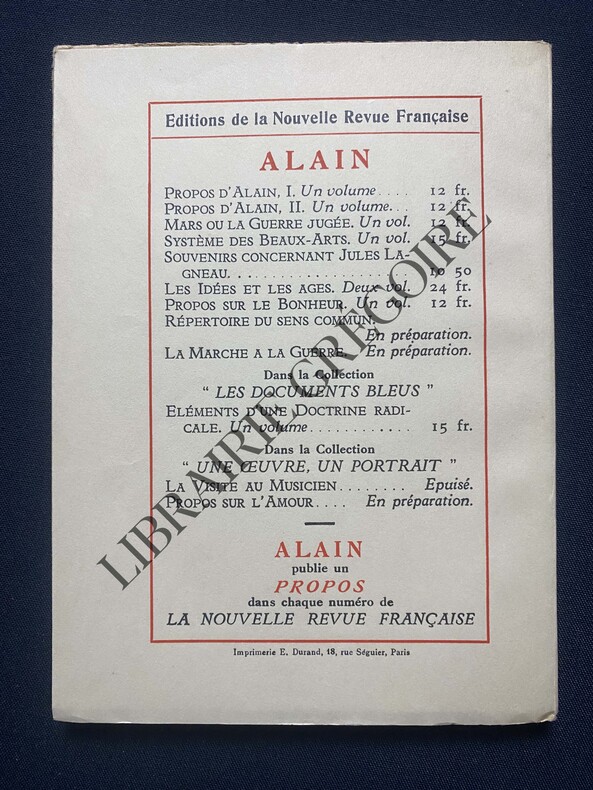 Editions de la Nouvelle Revue Française
ALAIN
PROPOS D'ALAIN, I. Un volume.... 12 fr.
PROPOS D'ALAIN, II. Un volume... 12 fr.
MARS OU LA GUERRE JUGÉE. Un vol. 12 fr.
SYSTÈME DES BEAUX-ARTS. Un vol. 15 fr.
SOUVENIRS CONCERNANT JULES LA-
GNEAU. .................... 10 50
LES IDÉES ET LES AGES. Deux vol. 24 fr.
PROPOS SUR LE BONHEUR. Un vol. 12 fr.
RÉPERTOIRE DU SENS COMMUN.
En préparation.
LA MARCHE A LA GUERRE. En préparation.
Dans la Collection
“ LES DOCUMENTS BLEUS ”
ELÉMENTS D'UNE DOCTRINE RADI-
CALE. Un volume............ 15 fr.
Dans la Collection
“ UNE ŒUVRE, UN PORTRAIT ”
LA VISITE AU MUSICIEN........ Epuisé.
PROPOS SUR L'AMOUR.... En préparation.
ALAIN
publie un
PROPOS
dans chaque numéro de
LA NOUVELLE REVUE FRANÇAISE
Imprimerie E. Durand, 18, rue Séguier, Paris
LIBRAIRIE GRÉGOIRE